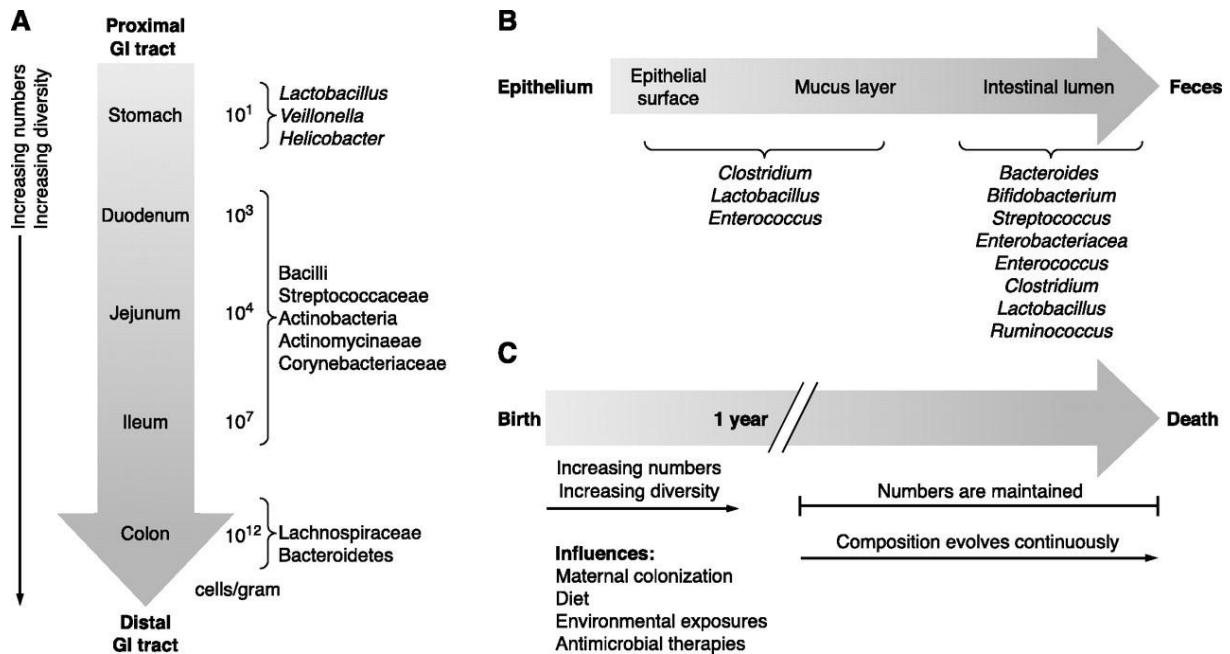 A
Proximal
GI tract
Increasing numbers
Increasing diversity
Stomach
10¹
Lactobacillus
Veillonella
Helicobacter
Duodenum
10³
Jejunum
10⁴
Ileum
10⁷
Bacilli
Streptococcaceae
Actinobacteria
Actinomycinaeae
Corynebacteriaceae
Colon
10¹²
Lachnospiraceae
Bacteroidetes
cells/gram
Distal
GI tract
B
Epithelium
Epithelial
surface
Mucus layer
Intestinal lumen
Feces
Clostridium
Lactobacillus
Enterococcus
Bacteroides
Bifidobacterium
Streptococcus
Enterobacteriacea
Enterococcus
Clostridium
Lactobacillus
Ruminococcus
C
Birth
1 year
Death
Increasing numbers
Increasing diversity
Numbers are maintained
Composition evolves continuously
Influences:
Maternal colonization
Diet
Environmental exposures
Antimicrobial therapies